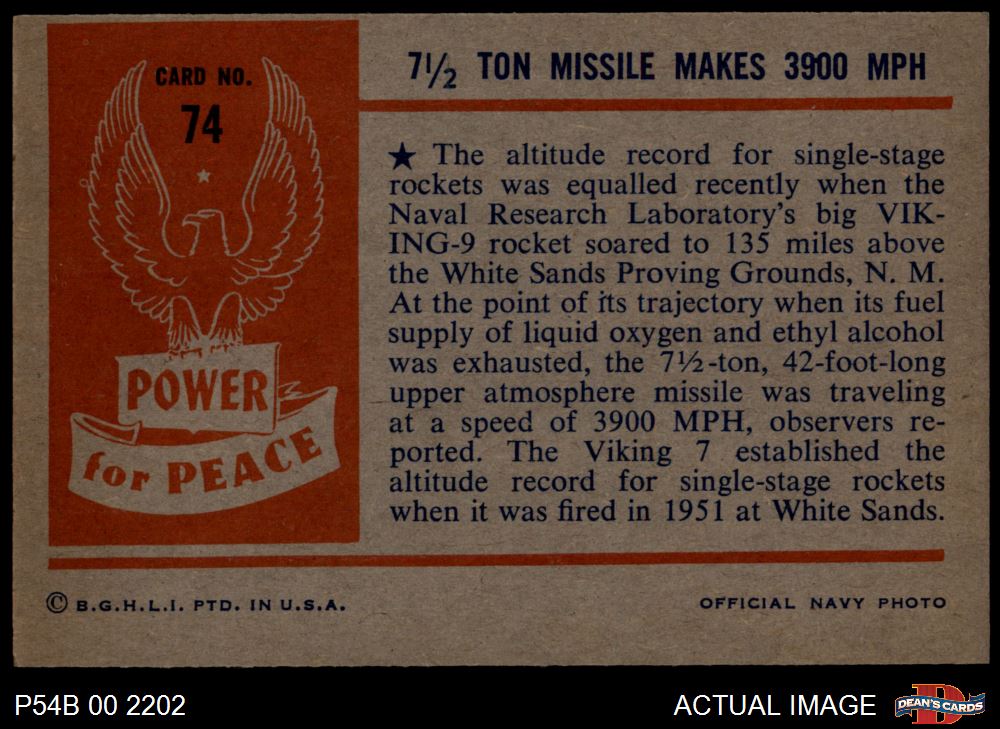 CARD NO.
74
POWER
for PEACE
7½ TON MISSILE MAKES 3900 MPH
★ The altitude record for single-stage
rockets was equalled recently when the
Naval Research Laboratory's big VIK-
ING-9 rocket soared to 135 miles above
the White Sands Proving Grounds, N. M.
At the point of its trajectory when its fuel
supply of liquid oxygen and ethyl alcohol
was exhausted, the 7½-ton, 42-foot-long
upper atmosphere missile was traveling
at a speed of 3900 MPH, observers re-
ported. The Viking 7 established the
altitude record for single-stage rockets
when it was fired in 1951 at White Sands.
© B.G.H.L.I. PTD. IN U.S.A.
OFFICIAL NAVY PHOTO
P54B 00 2202
ACTUAL IMAGE
D
DEAN'S CARDS